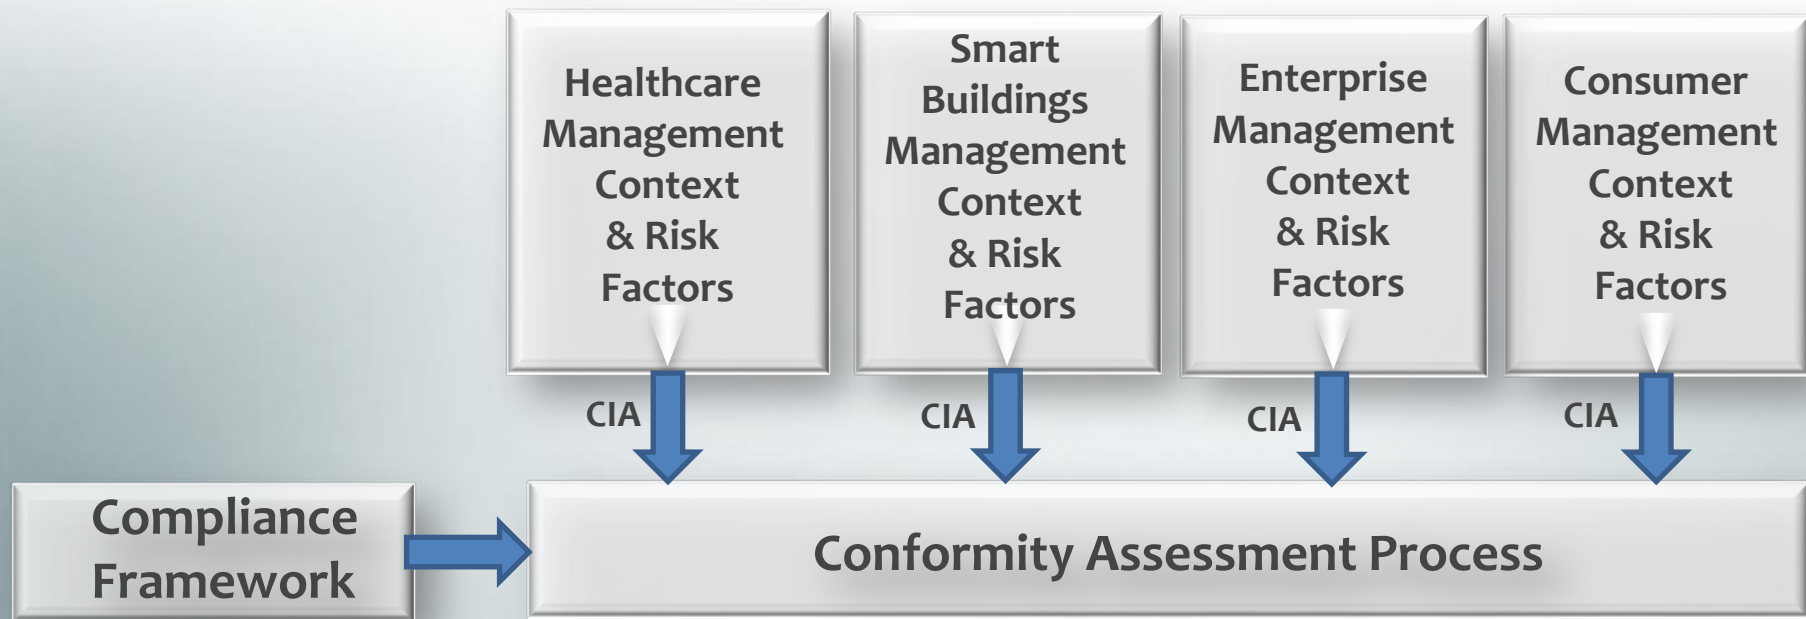 Healthcare
Management
Context
& Risk
Factors
Smart
Buildings
Management
Context
& Risk
Factors
Enterprise
Management
Context
& Risk
Factors
Consumer
Management
Context
& Risk
Factors
CIA
CIA
CIA
CIA
Compliance
Framework
Conformity Assessment Process